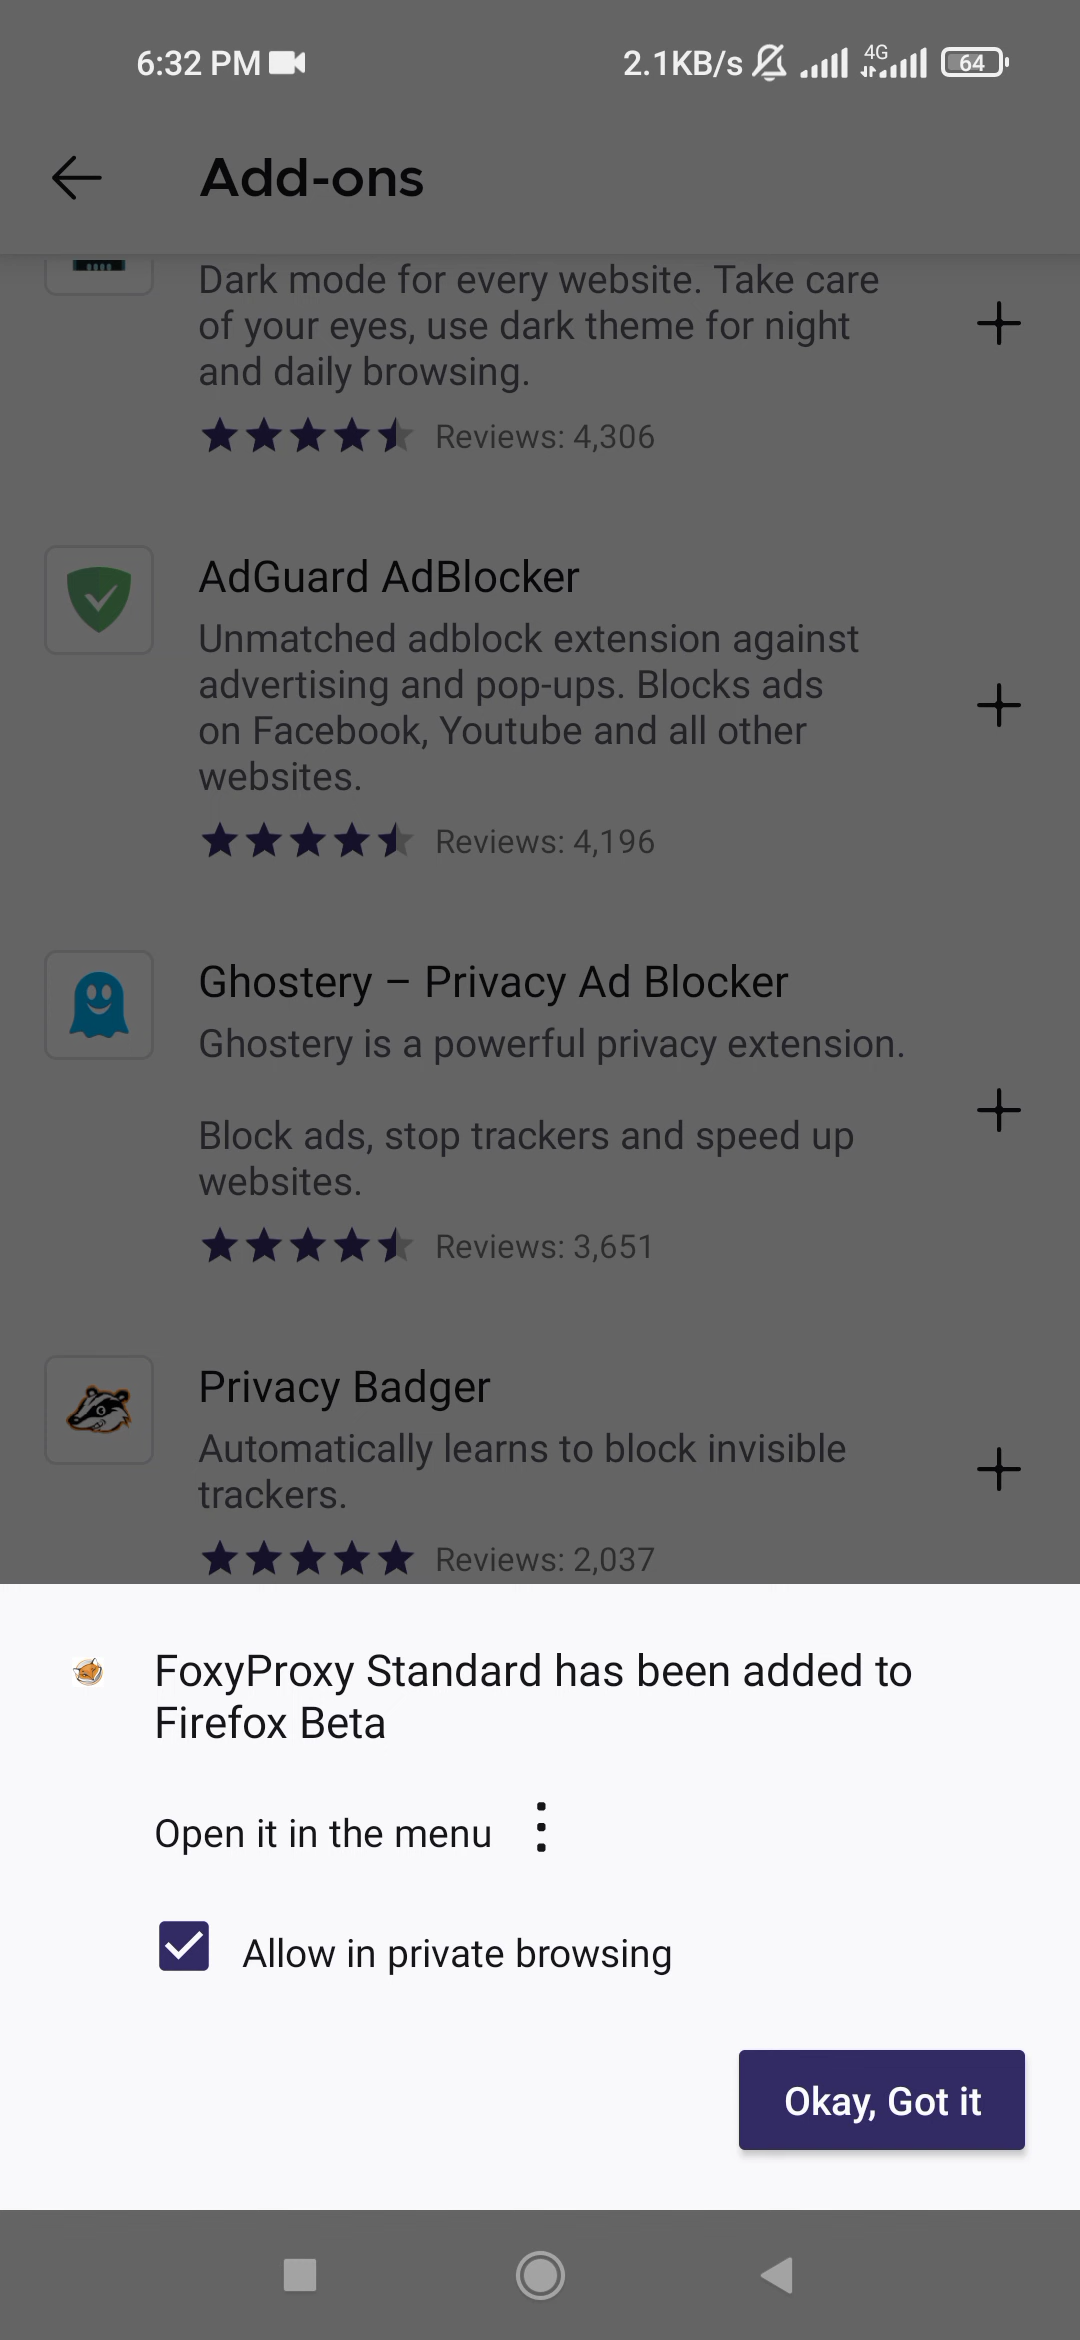 6:32 PM
2.1KB/s 4G 64
Add-ons
Dark mode for every website. Take care
of your eyes, use dark theme for night
and daily browsing.
Reviews: 4,306
AdGuard AdBlocker
Unmatched adblock extension against
advertising and pop-ups. Blocks ads
on Facebook, Youtube and all other
websites.
Reviews: 4,196
Ghostery – Privacy Ad Blocker
Ghostery is a powerful privacy extension.
Block ads, stop trackers and speed up
websites.
Reviews: 3,651
Privacy Badger
Automatically learns to block invisible
trackers.
Reviews: 2,037
FoxyProxy Standard has been added to
Firefox Beta
Open it in the menu
Allow in private browsing
Okay, Got it